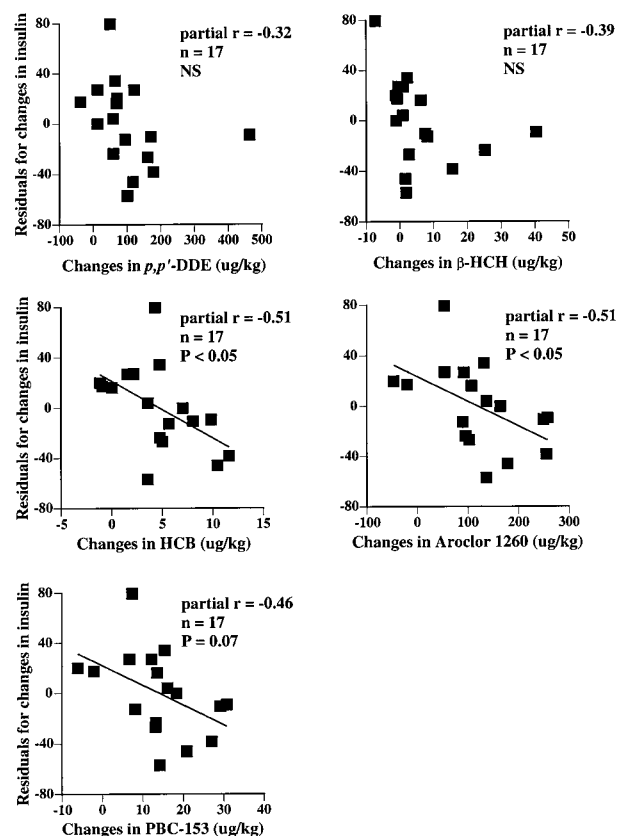 Residuals for changes in insulin
80
40
0
-40
-80
partial r = -0.32
n = 17
NS
-100 0 100 200 300 400 500
Changes in p,p'-DDE (ug/kg)
80
40
0
-40
-80
partial r = -0.39
n = 17
NS
-10 0 10 20 30 40 50
Changes in β-HCH (ug/kg)
Residuals for changes in insulin
80
40
0
-40
-80
partial r = -0.51
n = 17
P < 0.05
-5 0 5 10 15
Changes in HCB (ug/kg)
80
40
0
-40
-80
partial r = -0.51
n = 17
P < 0.05
-100 0 100 200 300
Changes in Aroclor 1260 (ug/kg)
Residuals for changes in insulin
80
40
0
-40
-80
partial r = -0.46
n = 17
P = 0.07
-10 0 10 20 30 40
Changes in PBC-153 (ug/kg)